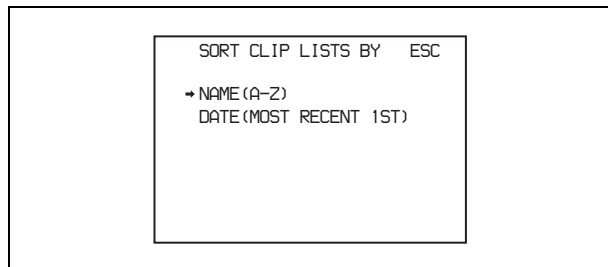 SORT CLIP LISTS BY ESC
➞NAME(A-Z)
DATE(MOST RECENT 1ST)